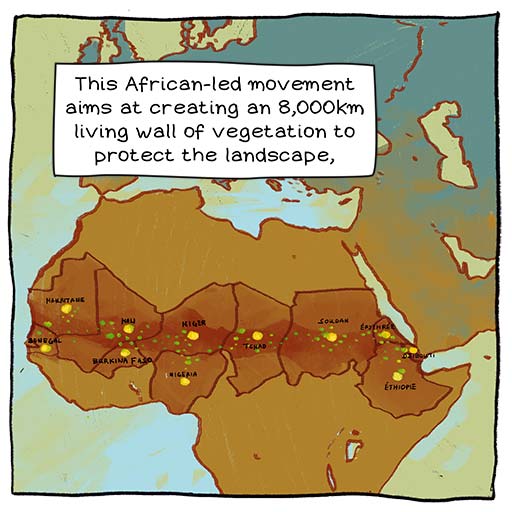 This African-led movement
aims at creating an 8,000km
living wall of vegetation to
protect the landscape,
MAURITANIE
MALI
NIGER
SOUDAN
ÉRYTHRÉE
SÉNÉGAL
BURKINA FASO
TCHAD
DJIBOUTI
NIGERIA
ÉTHIOPIE